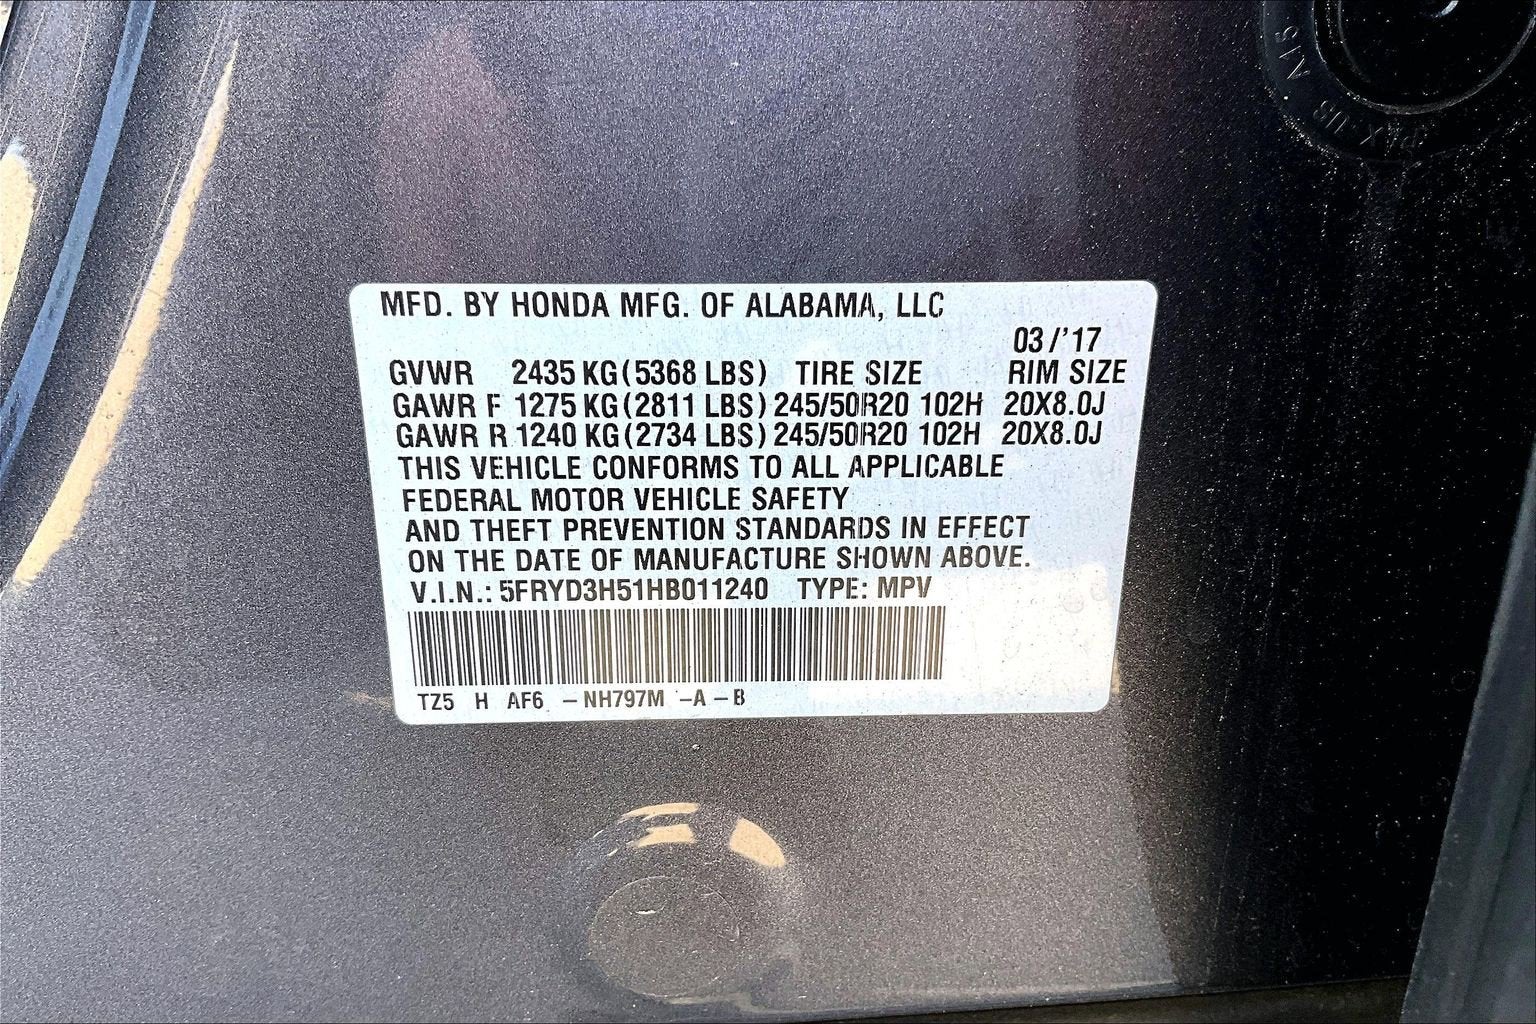 MFD. BY HONDA MFG. OF ALABAMA, LLC
03/'17
GVWR 2435 KG(5368 LBS) TIRE SIZE RIM SIZE
GAWR F 1275 KG(2811 LBS) 245/50R20 102H 20X8.0J
GAWR R 1240 KG(2734 LBS) 245/50R20 102H 20X8.0J
THIS VEHICLE CONFORMS TO ALL APPLICABLE
FEDERAL MOTOR VEHICLE SAFETY
AND THEFT PREVENTION STANDARDS IN EFFECT
ON THE DATE OF MANUFACTURE SHOWN ABOVE.
V.I.N.: 5FRYD3H51HB011240 TYPE: MPV
TZ5 H AF6 -NH797M -A-B